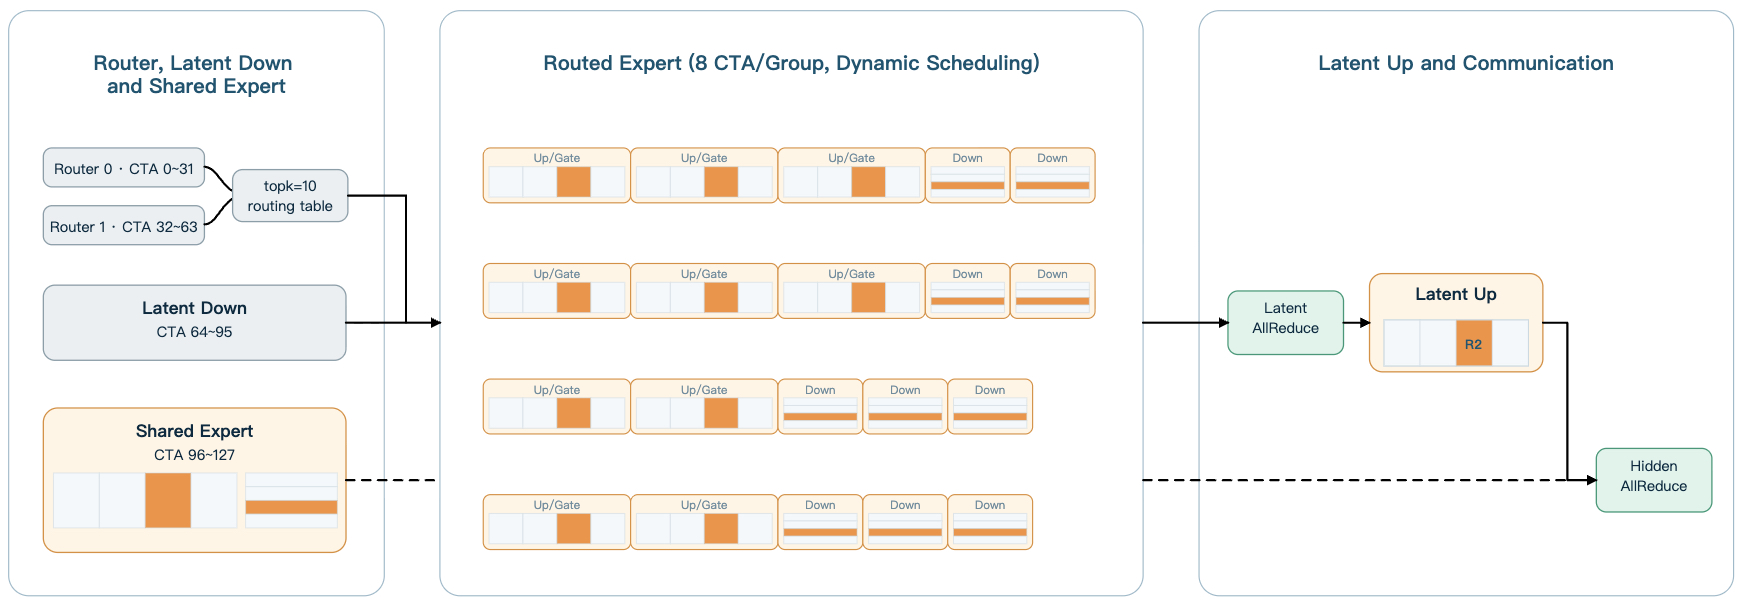 Router, Latent Down
and Shared Expert
Router 0 · CTA 0~31
Router 1 · CTA 32~63
topk=10
routing table
Latent Down
CTA 64~95
Shared Expert
CTA 96~127
Routed Expert (8 CTA/Group, Dynamic Scheduling)
Up/Gate Up/Gate Up/Gate Down Down
Up/Gate Up/Gate Up/Gate Down Down
Up/Gate Up/Gate Down Down Down
Up/Gate Up/Gate Down Down Down
Latent Up and Communication
Latent
AllReduce
Latent Up
R2
Hidden
AllReduce